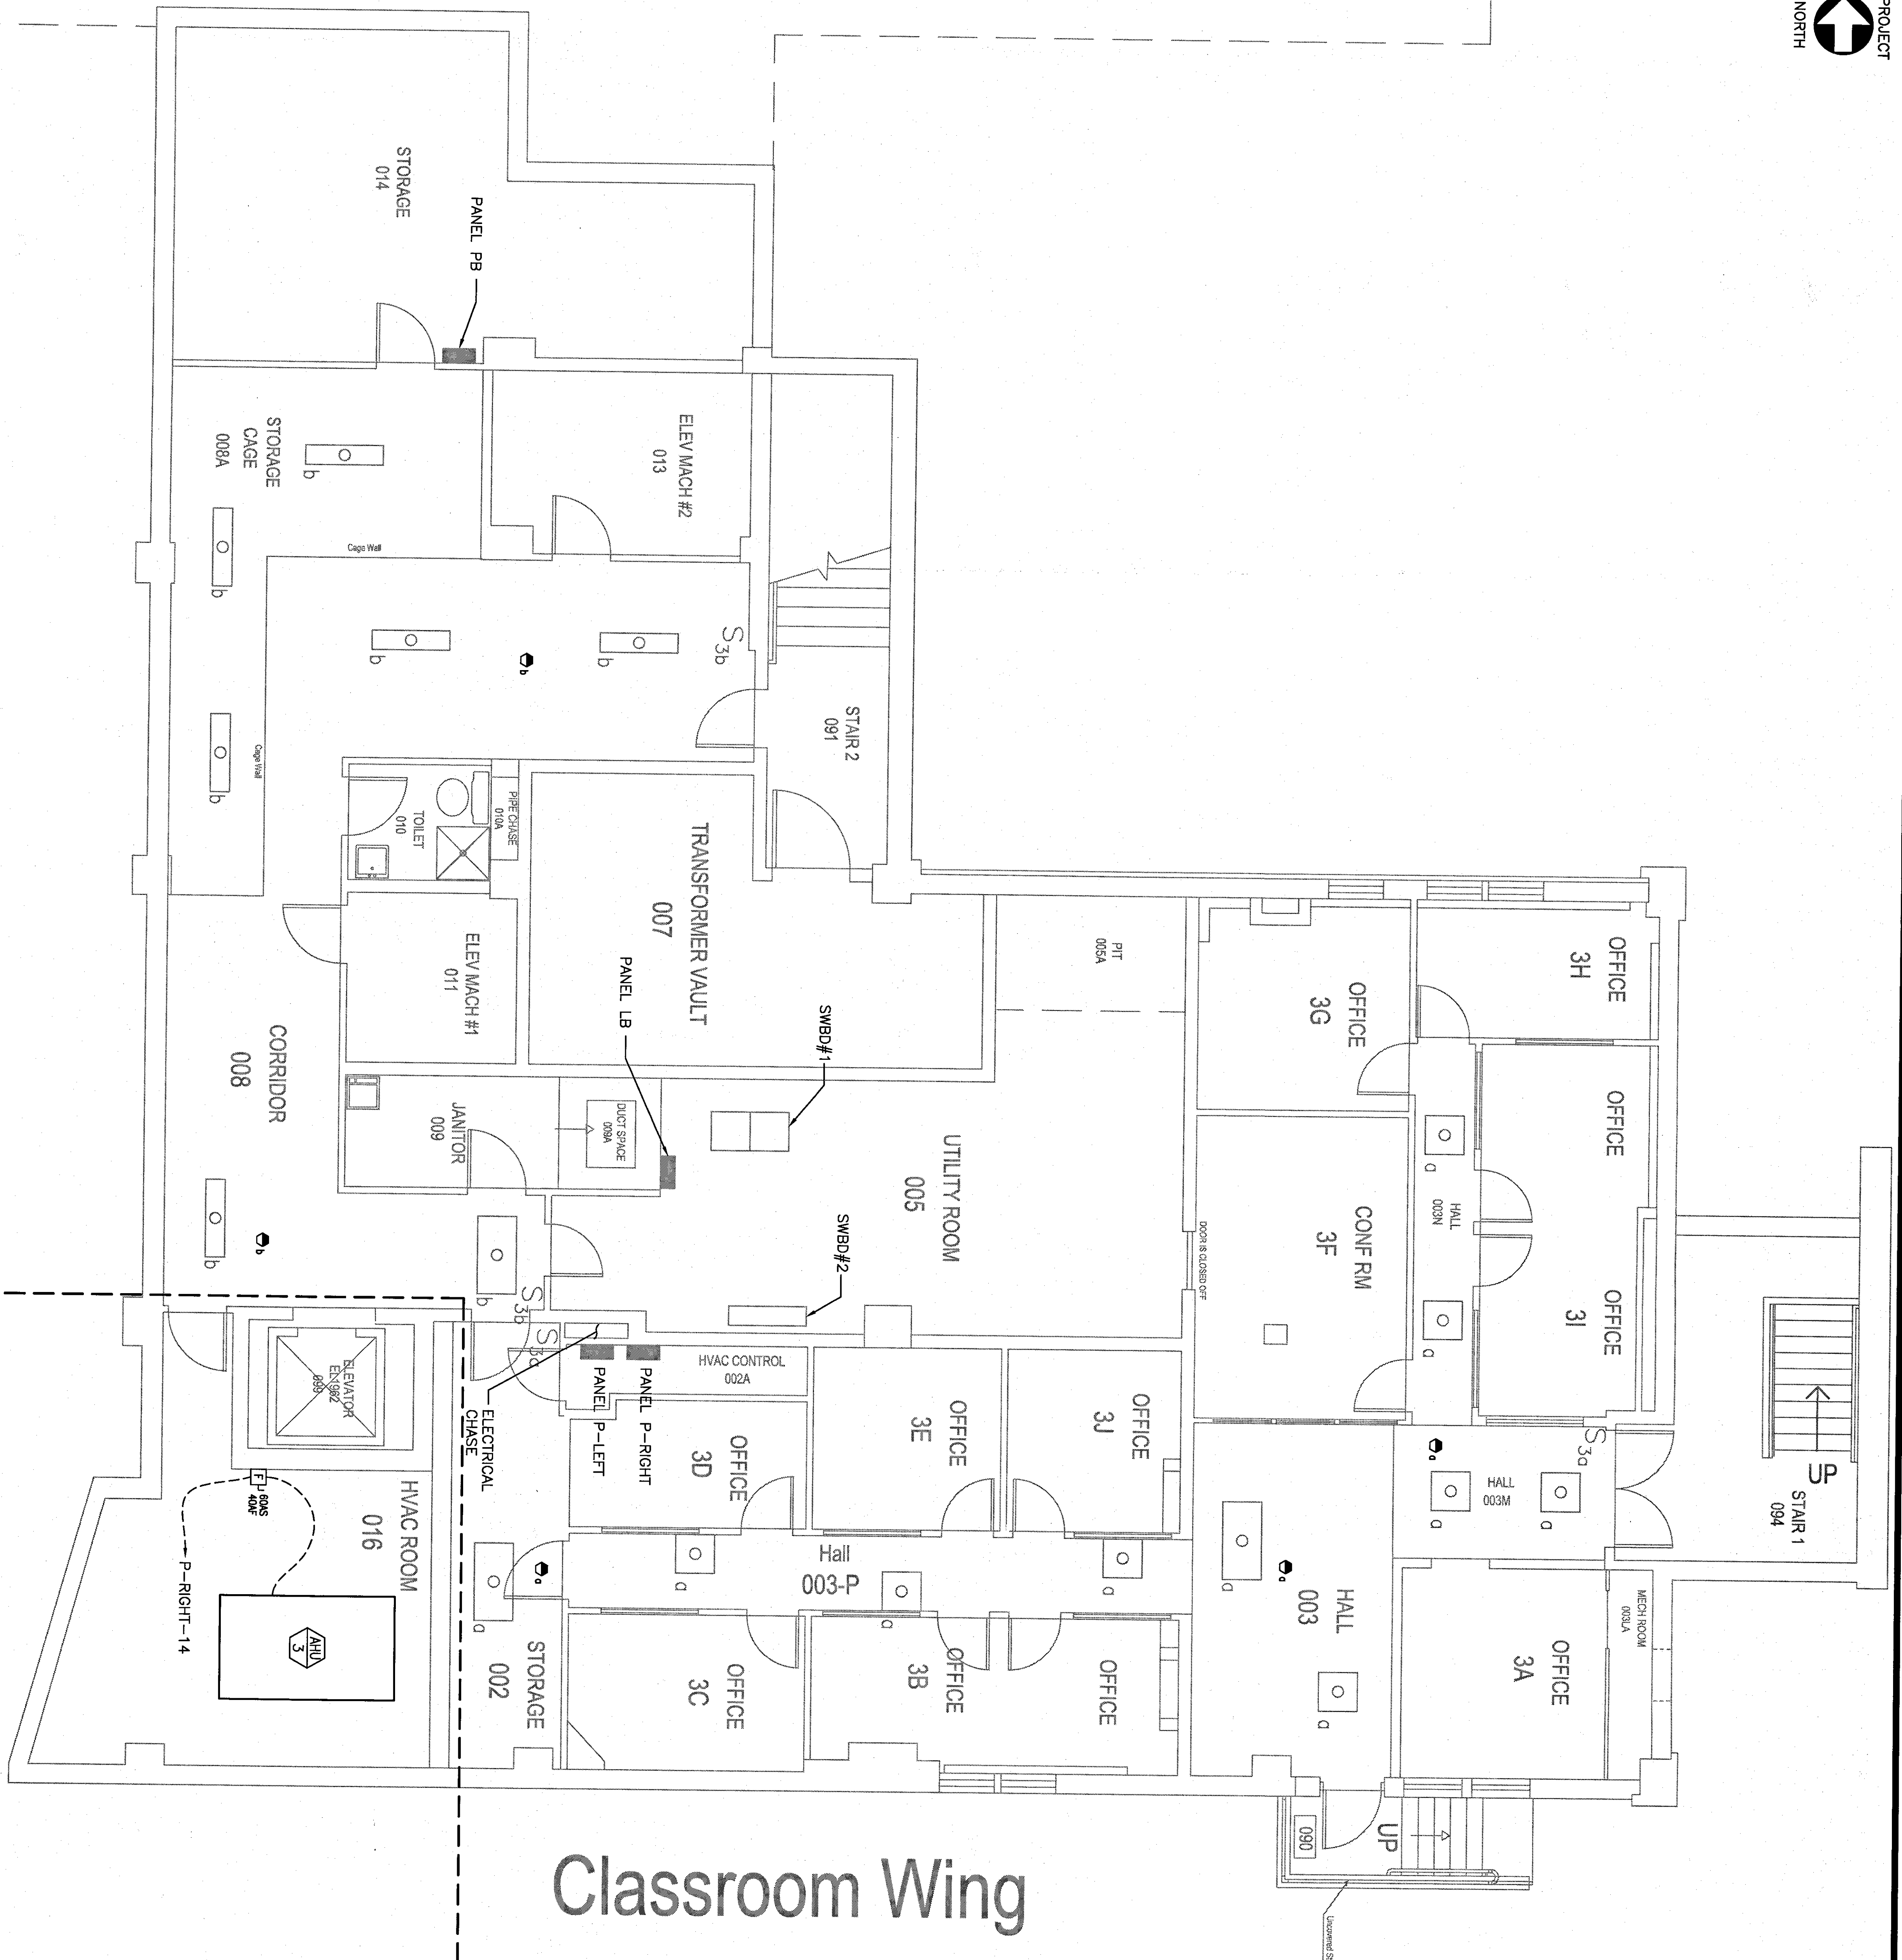 PROJECT
NORTH
STORAGE
014
PANEL PB
STORAGE
CAGE
008A
b
b
Cage Wall
ELEV MACH #2
013
b
b
b
S3b
b
Cage Wall
STAIR 2
091
TOILET
010
PIPE CHASE
010A
TRANSFORMER VAULT
007
ELEV MACH #1
011
PANEL LB
SWBD#1
PIT
005A
CORRIDOR
008
JANITOR
009
DUCT SPACE
009A
UTILITY ROOM
005
SWBD#2
b
b
b
S3b
S3a
OFFICE
3H
OFFICE
3G
OFFICE
a
HALL
003N
a
OFFICE
3I
CONF RM
3F
DOOR IS CLOSED OFF
UP
STAIR 1
094
S3a
a
HALL
003M
a
a
MECH ROOM
003LA
OFFICE
3A
HALL
003
a
a
a
OFFICE
3J
OFFICE
3E
HVAC CONTROL
002A
PANEL P-RIGHT
PANEL P-LEFT
ELECTRICAL
CHASE
OFFICE
3D
Hall
003-P
a
a
a
a
a
STORAGE
002
OFFICE
3C
OFFICE
3B
OFFICE
ELEVATOR
EL1962
099
HVAC ROOM
016
F
60AS
40AF
P-RIGHT-14
AHU
3
UP
090
Classroom Wing